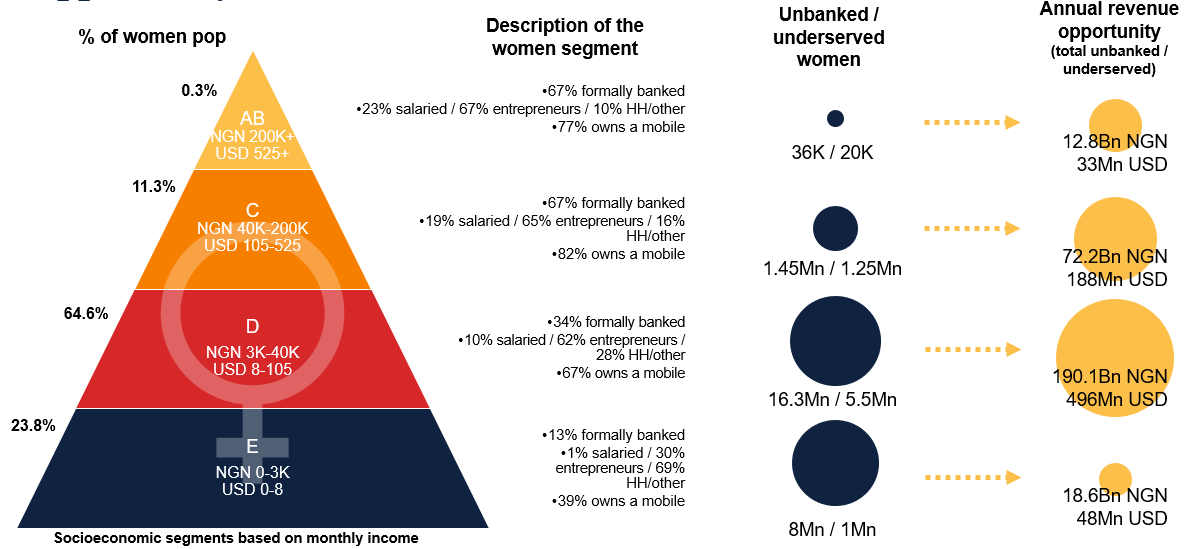 % of women pop
Description of the
women segment
Unbanked /
underserved
women
Annual revenue
opportunity
(total unbanked /
underserved)
0.3%
AB
NGN 200K+
USD 525+
•67% formally banked
•23% salaried / 67% entrepreneurs / 10% HH/other
•77% owns a mobile
36K / 20K
12.8Bn NGN
33Mn USD
11.3%
C
NGN 40K-200K
USD 105-525
•67% formally banked
•19% salaried / 65% entrepreneurs / 16%
HH/other
•82% owns a mobile
1.45Mn / 1.25Mn
72.2Bn NGN
188Mn USD
64.6%
D
NGN 3K-40K
USD 8-105
•34% formally banked
•10% salaried / 62% entrepreneurs /
28% HH/other
•67% owns a mobile
16.3Mn / 5.5Mn
190.1Bn NGN
496Mn USD
23.8%
E
NGN 0-3K
USD 0-8
•13% formally banked
•1% salaried / 30%
entrepreneurs / 69%
HH/other
•39% owns a mobile
8Mn / 1Mn
18.6Bn NGN
48Mn USD
Socioeconomic segments based on monthly income